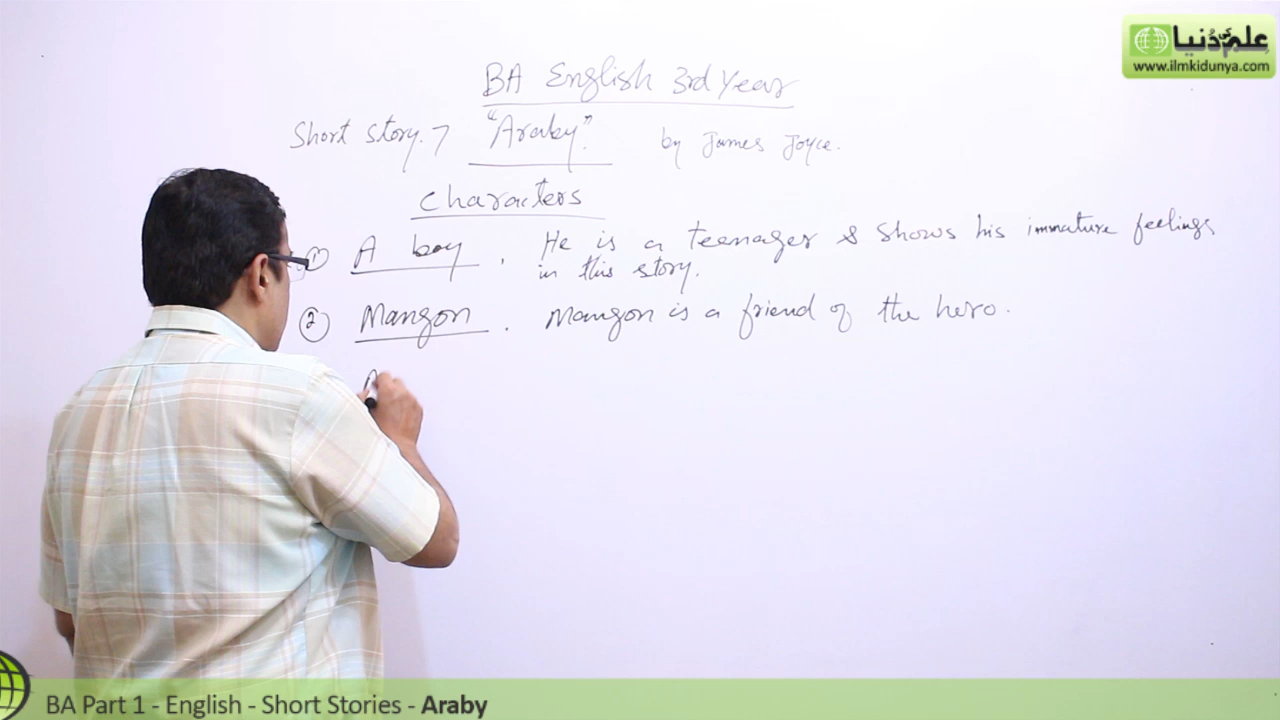 علم کی دنیا
www.ilmkidunya.com
BA English 3rd Year
Short story. 7 "Araby" by James Joyce.
Characters
① A boy . He is a teenager & shows his immature feelings
in this story.
② Mangon . Mangon is a friend of the hero.
BA Part 1 - English - Short Stories - Araby